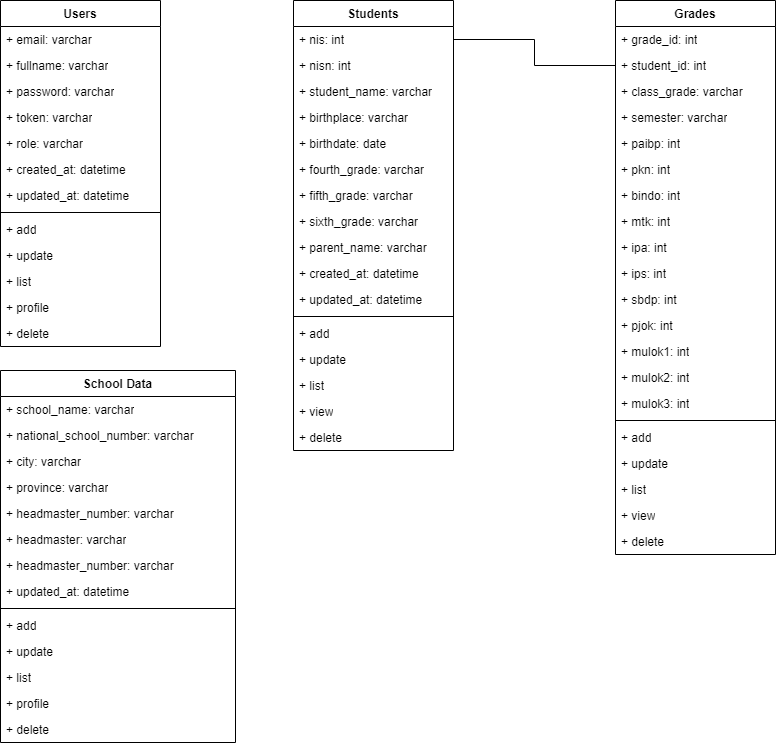 Users
+ email: varchar
+ fullname: varchar
+ password: varchar
+ token: varchar
+ role: varchar
+ created_at: datetime
+ updated_at: datetime
+ add
+ update
+ list
+ profile
+ delete
School Data
+ school_name: varchar
+ national_school_number: varchar
+ city: varchar
+ province: varchar
+ headmaster_number: varchar
+ headmaster: varchar
+ headmaster_number: varchar
+ updated_at: datetime
+ add
+ update
+ list
+ profile
+ delete
Students
+ nis: int
+ nisn: int
+ student_name: varchar
+ birthplace: varchar
+ birthdate: date
+ fourth_grade: varchar
+ fifth_grade: varchar
+ sixth_grade: varchar
+ parent_name: varchar
+ created_at: datetime
+ updated_at: datetime
+ add
+ update
+ list
+ view
+ delete
Grades
+ grade_id: int
+ student_id: int
+ class_grade: varchar
+ semester: varchar
+ paibp: int
+ pkn: int
+ bindo: int
+ mtk: int
+ ipa: int
+ ips: int
+ sbdp: int
+ pjok: int
+ mulok1: int
+ mulok2: int
+ mulok3: int
+ add
+ update
+ list
+ view
+ delete